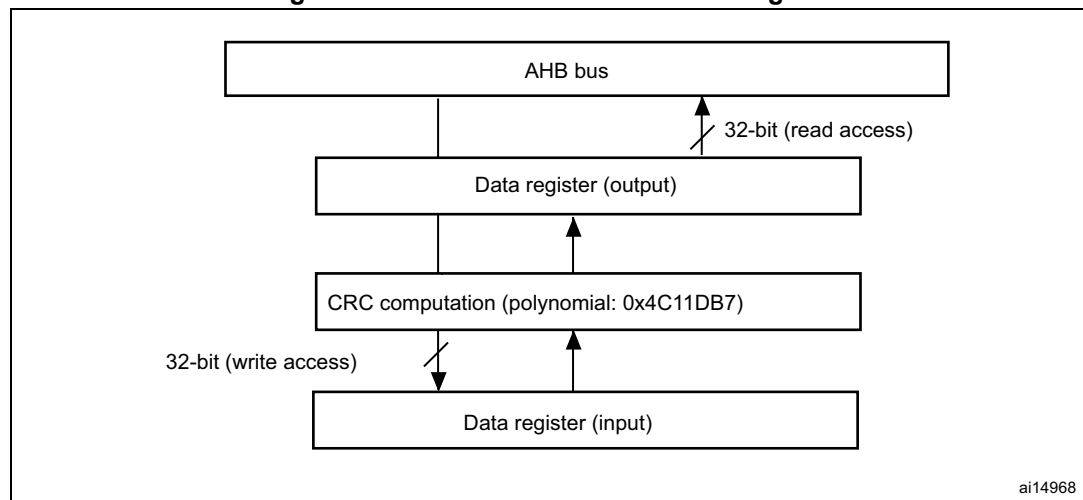 AHB bus
32-bit (read access)
Data register (output)
CRC computation (polynomial: 0x4C11DB7)
32-bit (write access)
Data register (input)
ai14968